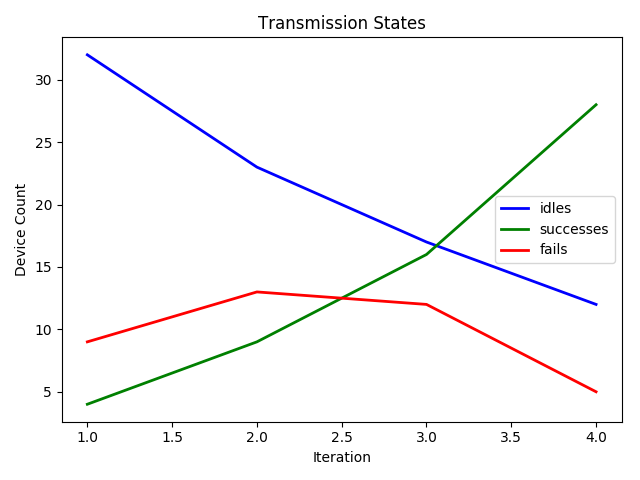 Transmission States
Device Count
30
25
20
15
10
5
idles
successes
fails
1.0 1.5 2.0 2.5 3.0 3.5 4.0
Iteration